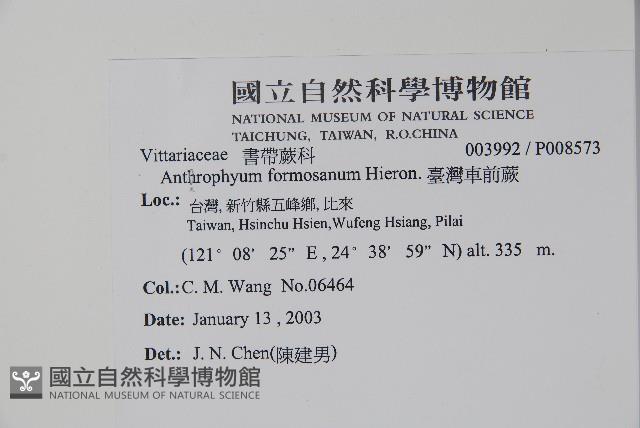 國立自然科學博物館
NATIONAL MUSEUM OF NATURAL SCIENCE
TAICHUNG, TAIWAN, R.O.CHINA
Vittariaceae 書帶蕨科 003992 / P008573
Anthrophyum formosanum Hieron. 臺灣車前蕨
Loc.: 台灣, 新竹縣五峰鄉, 比來
Taiwan, Hsinchu Hsien,Wufeng Hsiang, Pilai
(121° 08' 25" E , 24° 38' 59" N) alt. 335 m.
Col.:C. M. Wang No.06464
Date: January 13 , 2003
Det.: J. N. Chen(陳建男)
國立自然科學博物館
NATIONAL MUSEUM OF NATURAL SCIENCE